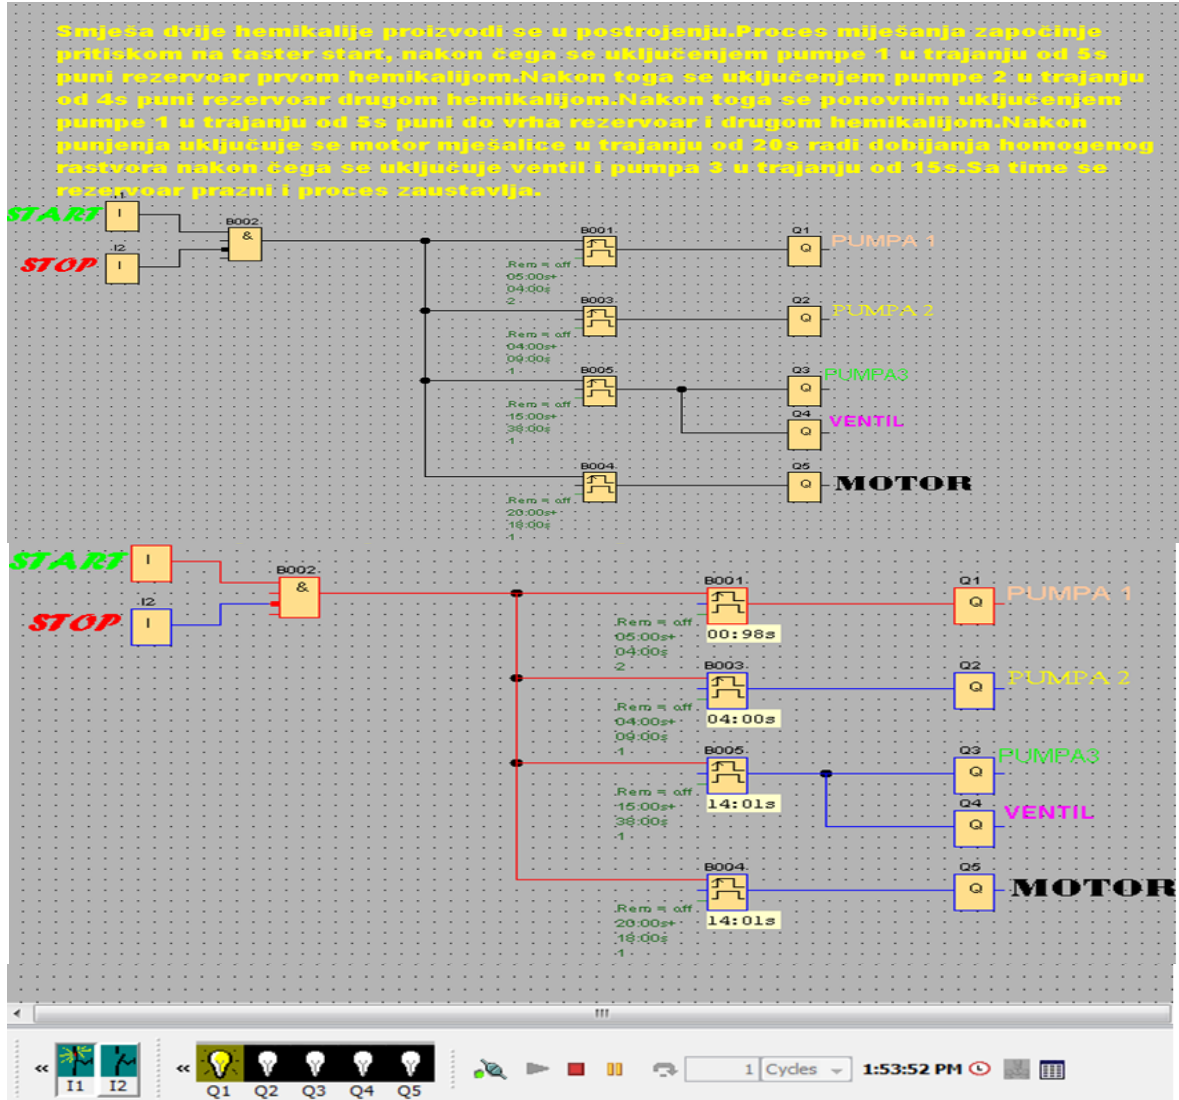 Smješa dvije hemikalije proizvodi se u postrojenju.Proces miješanja započinje
pritiskom na taster start, nakon čega se uključenjem pumpe 1 u trajanju od 5s
puni rezervoar prvom hemikalijom.Nakon toga se uključenjem pumpe 2 u trajanju
od 4s puni rezervoar drugom hemikalijom.Nakon toga se ponovnim uključenjem
pumpe 1 u trajanju od 5s puni do vrha rezervoar i drugom hemikalijom.Nakon
punjenja uključuje se motor mješalice u trajanju od 20s radi dobijanja homogenog
rastvora nakon čega se uključuje ventil i pumpa 3 u trajanju od 15s.Sa time se
rezervoar prazni i proces zaustavlja.
START
I
I2
STOP
I
B002
&
B001
Rem = off
05:00s+
04:00s
2
Q1
Q
PUMPA 1
B003
Rem = off
04:00s+
09:00s
1
Q2
Q
PUMPA 2
B005
Rem = off
15:00s+
38:00s
1
Q3
Q
PUMPA3
Q4
Q
VENTIL
B004
Rem = off
20:00s+
18:00s
1
Q5
Q
MOTOR
START
I
I2
STOP
I
B002
&
B001
Rem = off
05:00s+
04:00s
2
00:98s
Q1
Q
PUMPA 1
B003
Rem = off
04:00s+
09:00s
1
04:00s
Q2
Q
PUMPA 2
B005
Rem = off
15:00s+
38:00s
1
14:01s
Q3
Q
PUMPA3
Q4
Q
VENTIL
B004
Rem = off
20:00s+
18:00s
1
14:01s
Q5
Q
MOTOR
I1 I2 Q1 Q2 Q3 Q4 Q5 1 Cycles 1:53:52 PM